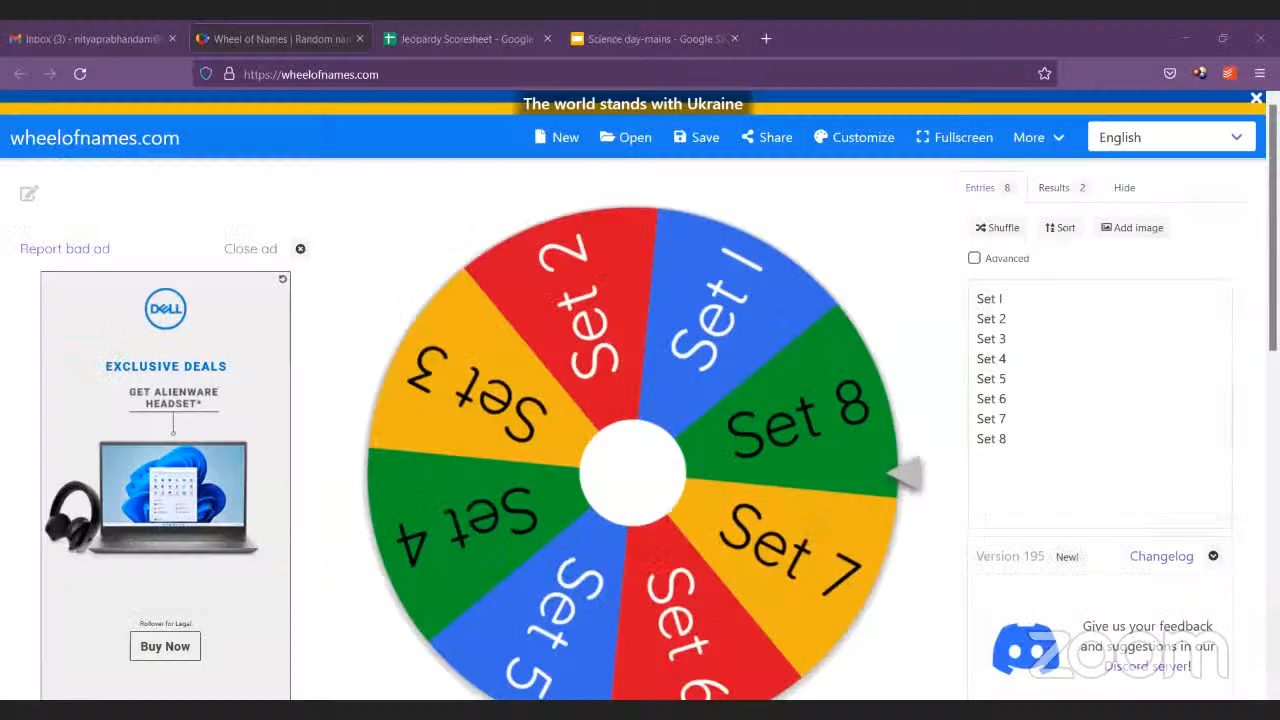 Inbox (3) - nityaprabhandam@
Wheel of Names | Random nam
Jeopardy Scoresheet - Google
Science day-mains - Google Sl
https://wheelofnames.com
The world stands with Ukraine
wheelofnames.com
New
Open
Save
Share
Customize
Fullscreen
More
English
Entries 8
Results 2
Hide
Report bad ad
Close ad
Shuffle
Sort
Add image
Advanced
DELL
EXCLUSIVE DEALS
GET ALIENWARE
HEADSET*
Rollover for Legal
Buy Now
Set 1
Set 2
Set 3
Set 4
Set 5
Set 6
Set 7
Set 8
Set 1
Set 2
Set 3
Set 4
Set 5
Set 6
Set 7
Set 8
Version 195 New!
Changelog
Give us your feedback
and suggestions in our
Discord server!
zoom